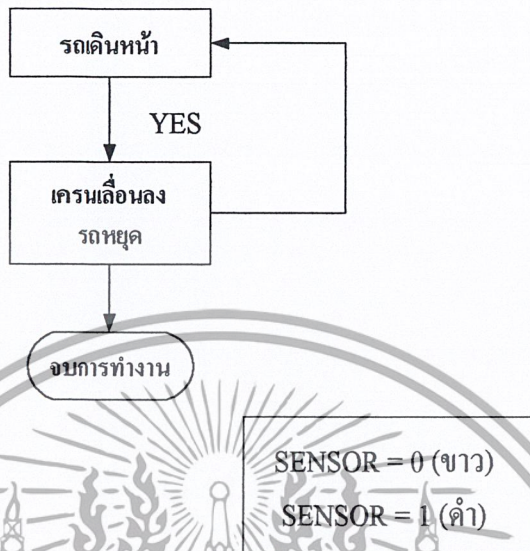 รถเดินหน้า
YES
เครนเลื่อนลง
รถหยุด
จบการทำงาน
SENSOR = 0 (ขาว)
SENSOR = 1 (ดำ)